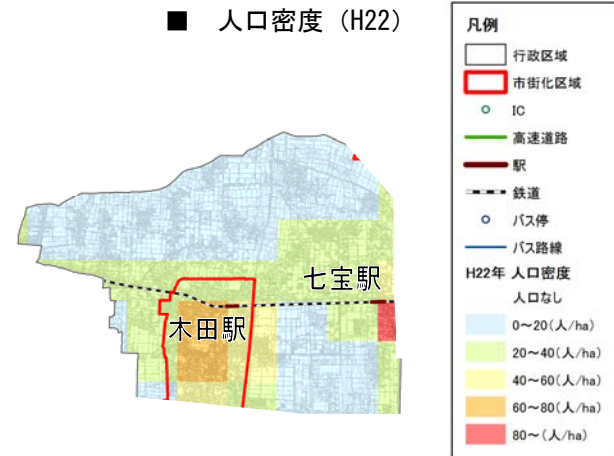 ■ 人口密度（H22）
七宝駅
木田駅
凡例
行政区域
市街化区域
IC
高速道路
駅
鉄道
バス停
バス路線
H22年 人口密度
人口なし
0～20(人/ha)
20～40(人/ha)
40～60(人/ha)
60～80(人/ha)
80～(人/ha)